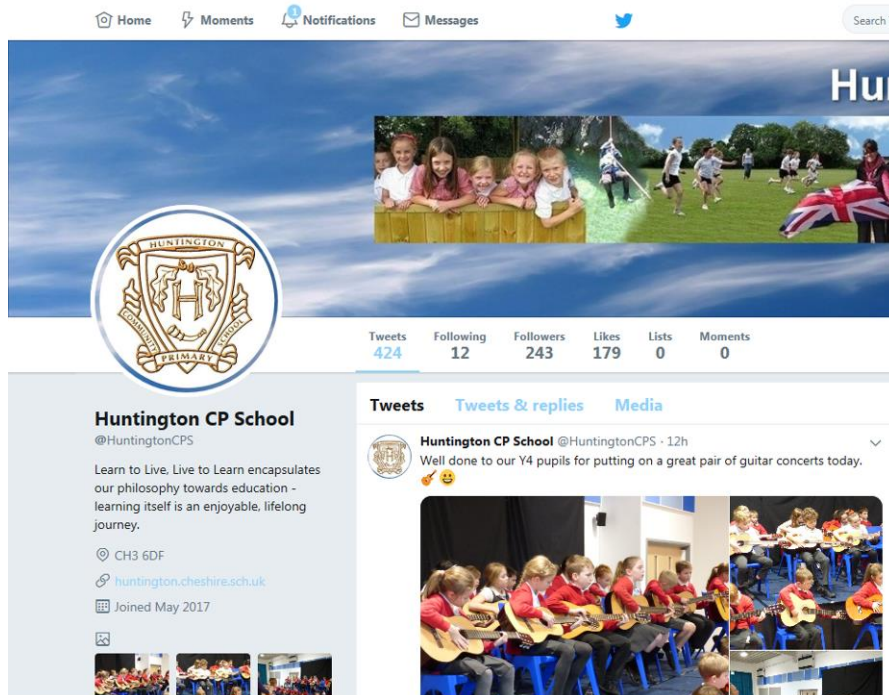 Home Moments 1 Notifications Messages Search
Hu
HUNTINGTON
COMMUNITY SCHOOL
H
PRIMARY
Tweets Following Followers Likes Lists Moments
424 12 243 179 0 0
Huntington CP School
@HuntingtonCPS
Learn to Live, Live to Learn encapsulates
our philosophy towards education -
learning itself is an enjoyable, lifelong
journey.
CH3 6DF
huntington.cheshire.sch.uk
Joined May 2017
Tweets Tweets & replies Media
Huntington CP School @HuntingtonCPS · 12h
Well done to our Y4 pupils for putting on a great pair of guitar concerts today.
🎸 😀